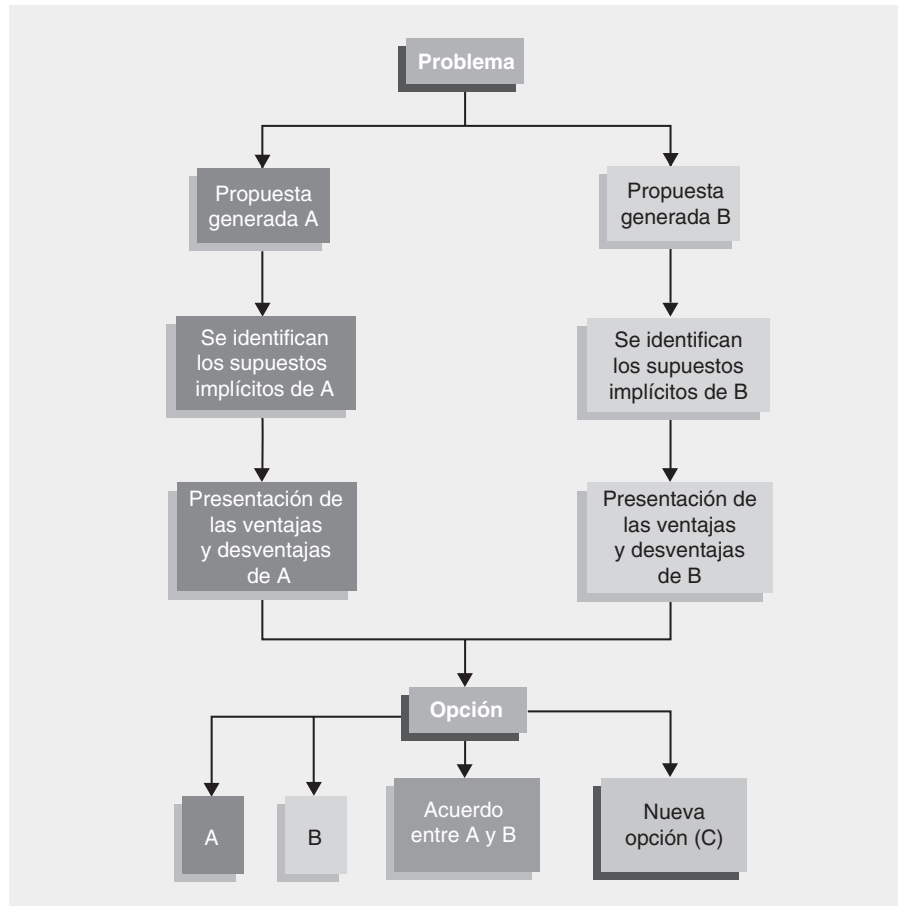 Problema
Propuesta
generada A
Propuesta
generada B
Se identifican
los supuestos
implícitos de A
Se identifican
los supuestos
implícitos de B
Presentación de
las ventajas
y desventajas
de A
Presentación de
las ventajas
y desventajas
de B
Opción
A
B
Acuerdo
entre A y B
Nueva
opción (C)